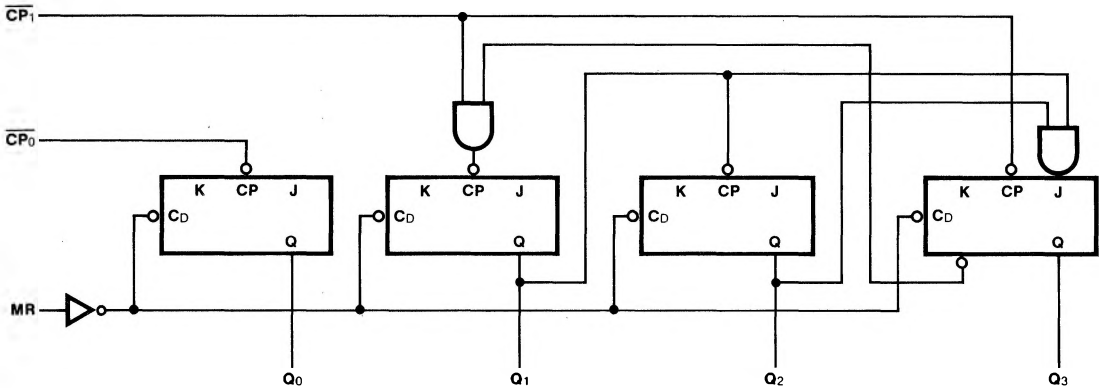 CP1
CP0
K CP J
K CP J
K CP J
K CP J
CD
CD
CD
CD
Q
Q
Q
Q
MR
Q0
Q1
Q2
Q3